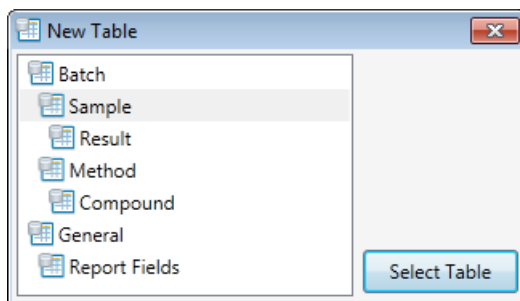 New Table
Batch
Sample
Result
Method
Compound
General
Report Fields
Select Table